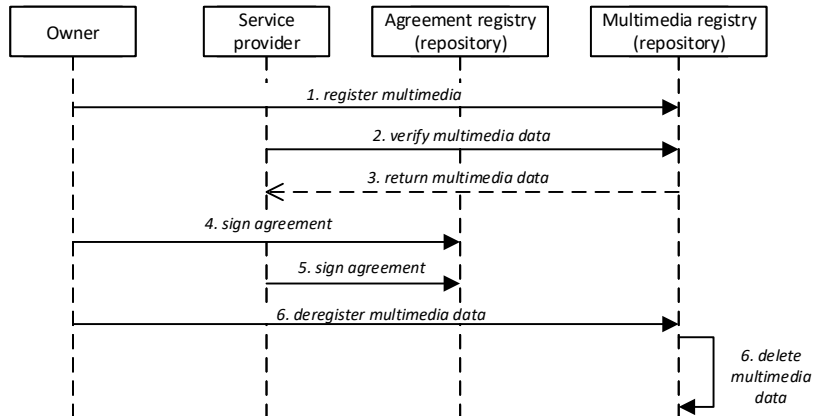 Owner
Service
provider
Agreement registry
(repository)
Multimedia registry
(repository)
1. register multimedia
2. verify multimedia data
3. return multimedia data
4. sign agreement
5. sign agreement
6. deregister multimedia data
6. delete
multimedia
data